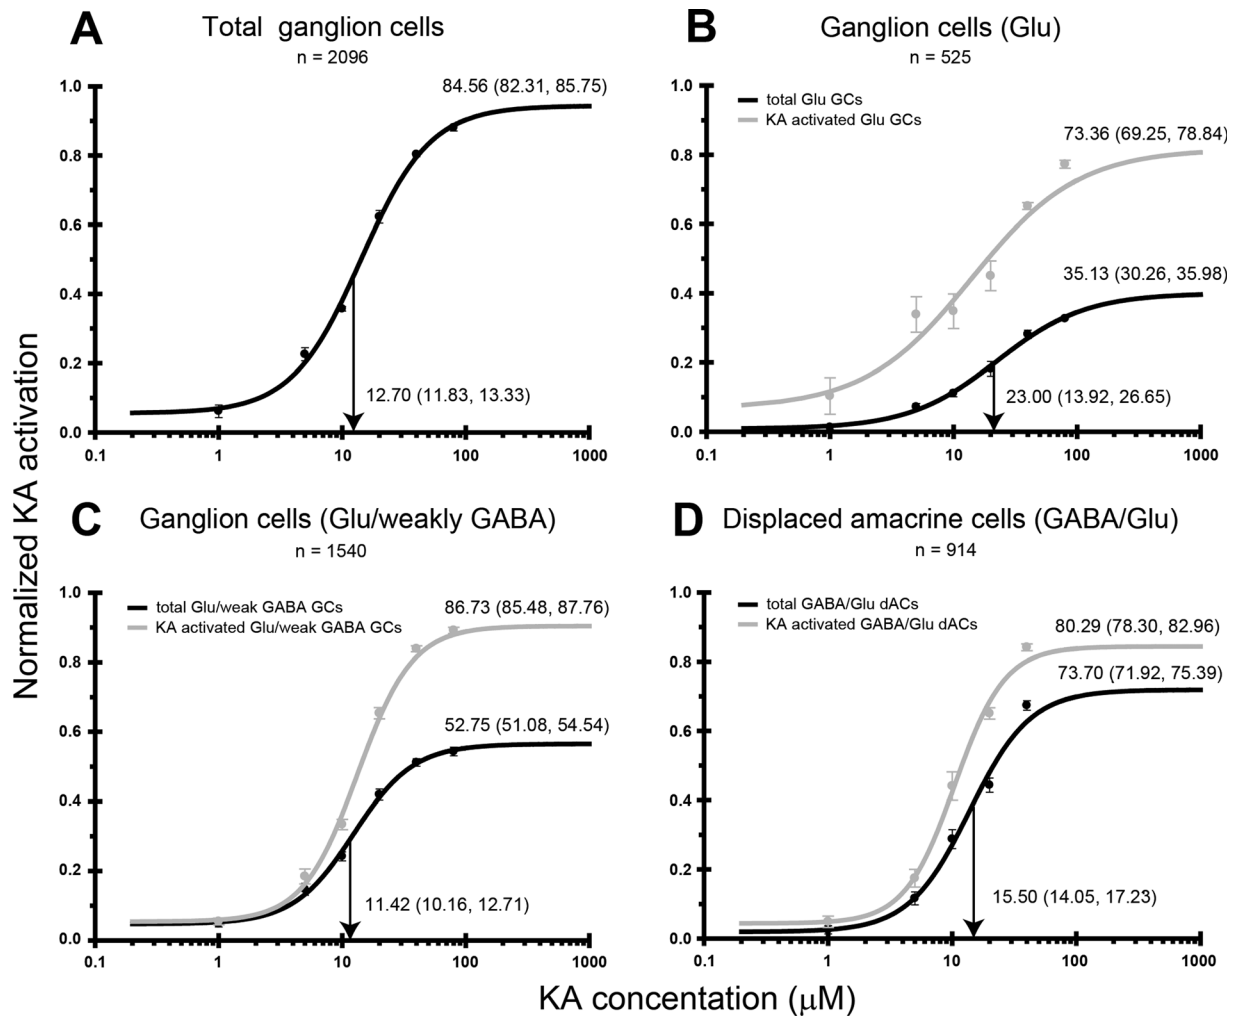 A Total ganglion cells
n = 2096
84.56 (82.31, 85.75)
12.70 (11.83, 13.33)
1.0
0.8
0.6
0.4
0.2
0.0
0.1 1 10 100 1000
B Ganglion cells (Glu)
n = 525
total Glu GCs
KA activated Glu GCs
73.36 (69.25, 78.84)
35.13 (30.26, 35.98)
23.00 (13.92, 26.65)
1.0
0.8
0.6
0.4
0.2
0.0
0.1 1 10 100 1000
Normalized KA activation
C Ganglion cells (Glu/weakly GABA)
n = 1540
total Glu/weak GABA GCs
KA activated Glu/weak GABA GCs
86.73 (85.48, 87.76)
52.75 (51.08, 54.54)
11.42 (10.16, 12.71)
1.0
0.8
0.6
0.4
0.2
0.0
0.1 1 10 100 1000
D Displaced amacrine cells (GABA/Glu)
n = 914
total GABA/Glu dACs
KA activated GABA/Glu dACs
80.29 (78.30, 82.96)
73.70 (71.92, 75.39)
15.50 (14.05, 17.23)
1.0
0.8
0.6
0.4
0.2
0.0
0.1 1 10 100 1000
KA concentation (μM)